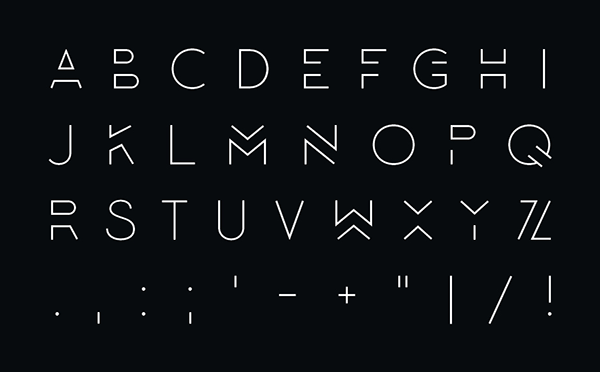 A B C D E F G H I
J K L M N O P Q
R S T U V W X Y Z
. , : ; ' - + " | / !